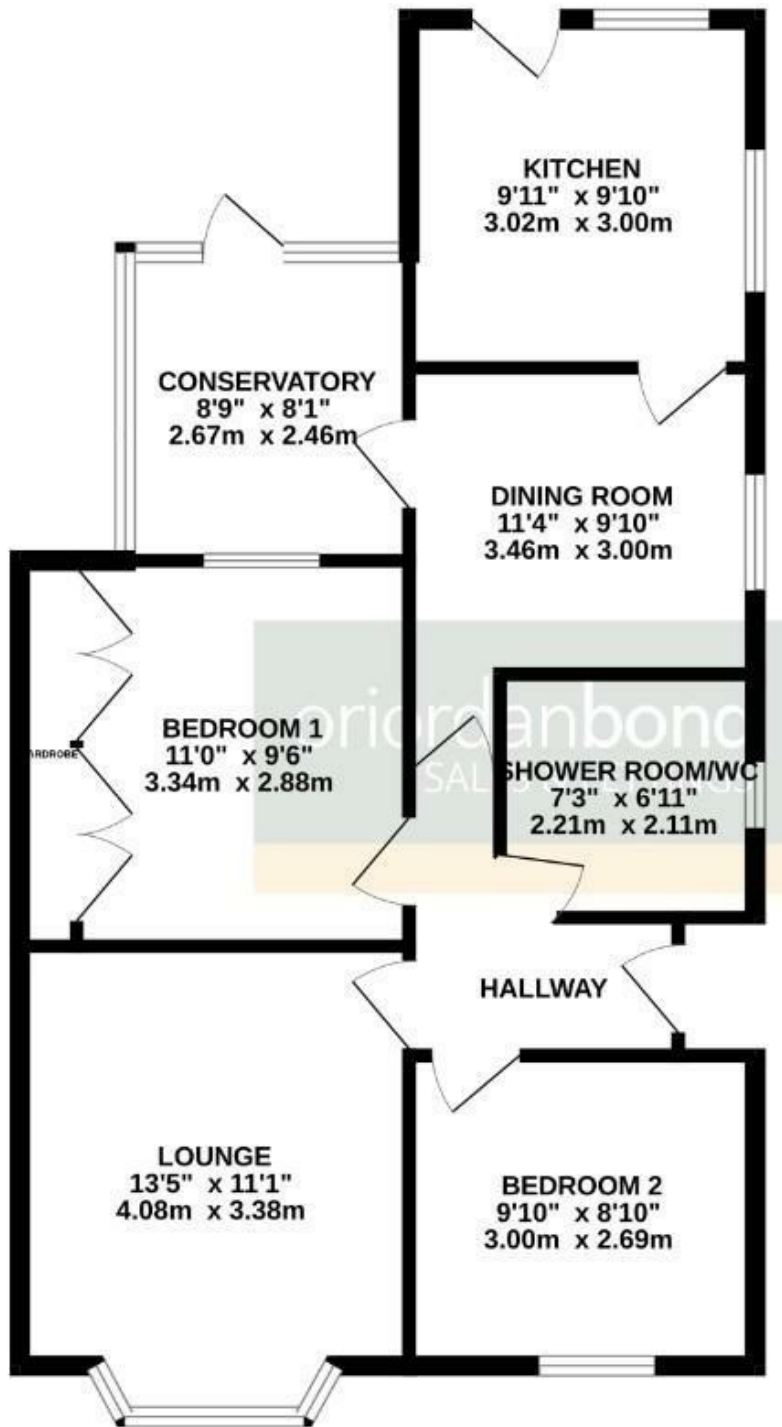 KITCHEN
9'11" x 9'10"
3.02m x 3.00m
CONSERVATORY
8'9" x 8'1"
2.67m x 2.46m
DINING ROOM
11'4" x 9'10"
3.46m x 3.00m
oriordanbond
BEDROOM 1
11'0" x 9'6"
3.34m x 2.88m
SHOWER ROOM/WC
7'3" x 6'11"
2.21m x 2.11m
HALLWAY
LOUNGE
13'5" x 11'1"
4.08m x 3.38m
BEDROOM 2
9'10" x 8'10"
3.00m x 2.69m